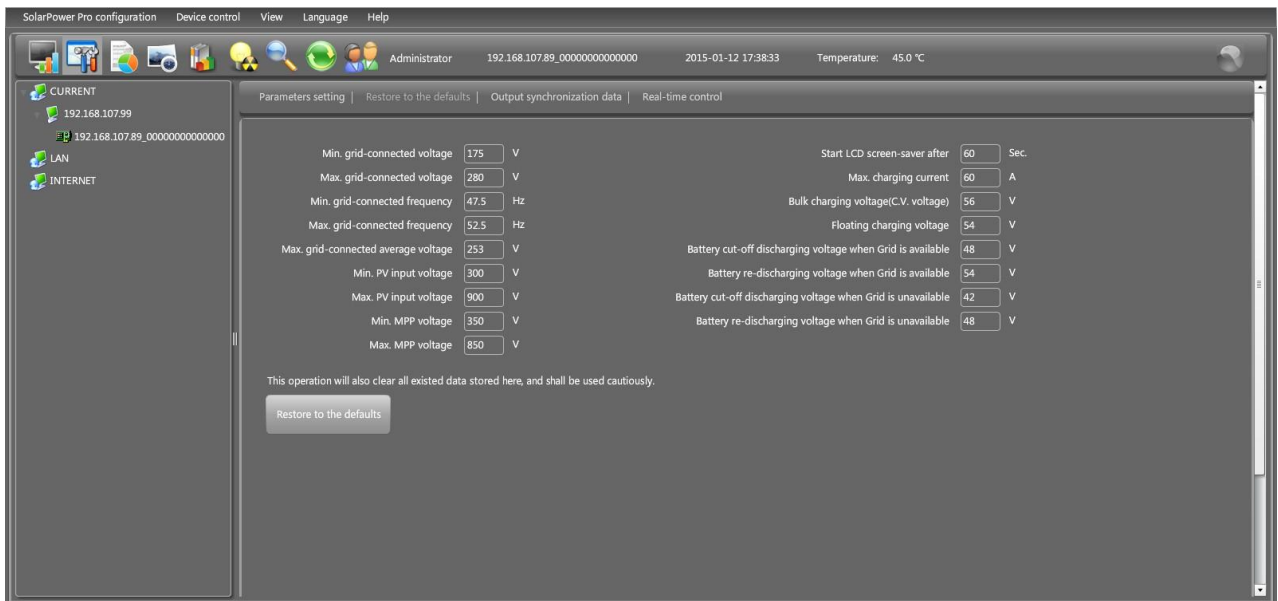 SolarPower Pro configuration Device control View Language Help
Administrator 192.168.107.89_00000000000000 2015-01-12 17:38:33 Temperature: 45.0 ℃
CURRENT
192.168.107.99
192.168.107.89_00000000000000
LAN
INTERNET
Parameters setting | Restore to the defaults | Output synchronization data | Real-time control
Min. grid-connected voltage 175 V
Max. grid-connected voltage 280 V
Min. grid-connected frequency 47.5 Hz
Max. grid-connected frequency 52.5 Hz
Max. grid-connected average voltage 253 V
Min. PV input voltage 300 V
Max. PV input voltage 900 V
Min. MPP voltage 350 V
Max. MPP voltage 850 V
Start LCD screen-saver after 60 Sec.
Max. charging current 60 A
Bulk charging voltage(C.V. voltage) 56 V
Floating charging voltage 54 V
Battery cut-off discharging voltage when Grid is available 48 V
Battery re-discharging voltage when Grid is available 54 V
Battery cut-off discharging voltage when Grid is unavailable 42 V
Battery re-discharging voltage when Grid is unavailable 48 V
This operation will also clear all existed data stored here, and shall be used cautiously.
Restore to the defaults